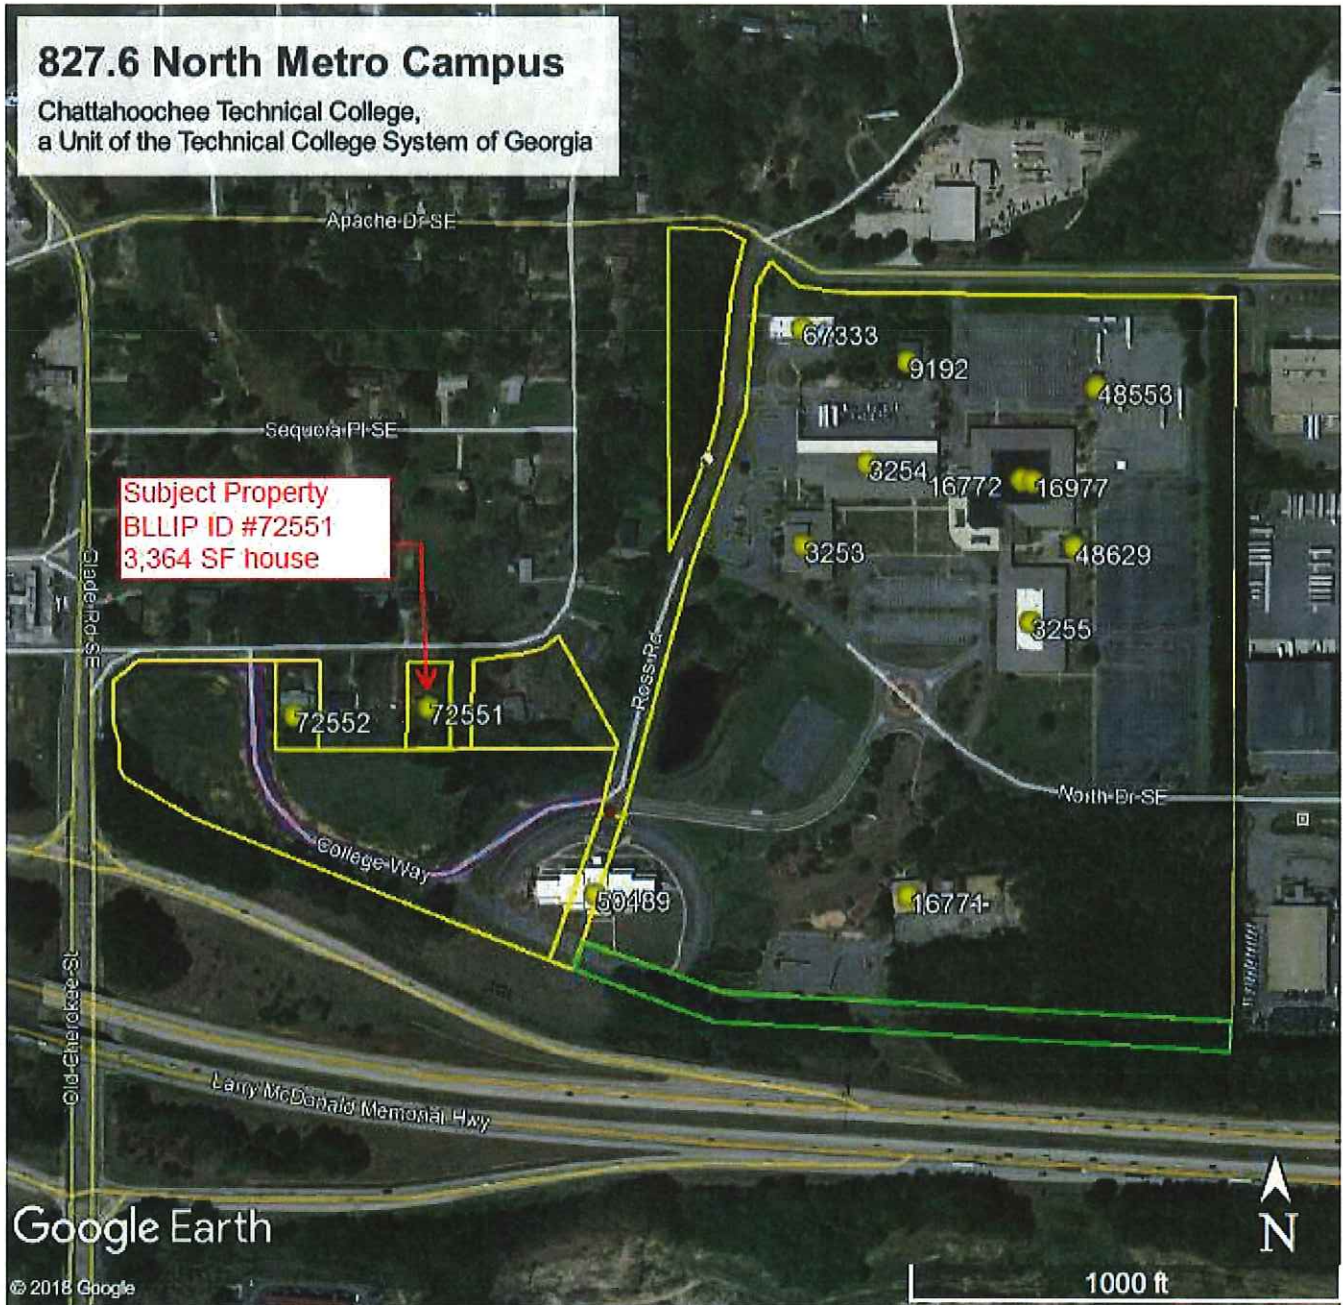 827.6 North Metro Campus
Chattahoochee Technical College,
a Unit of the Technical College System of Georgia
Apache Dr SE
67333
9192
48553
Sequoia Pl SE
3254
16772
16977
Subject Property
BLLIP ID #72551
3,364 SF house
3253
48629
Glade Rd SE
3255
Ross Rd
72552
72551
North Dr SE
College Way
50489
16771
Old Cherokee St
Larry McDonald Memorial Hwy
Google Earth
N
© 2018 Google
1000 ft